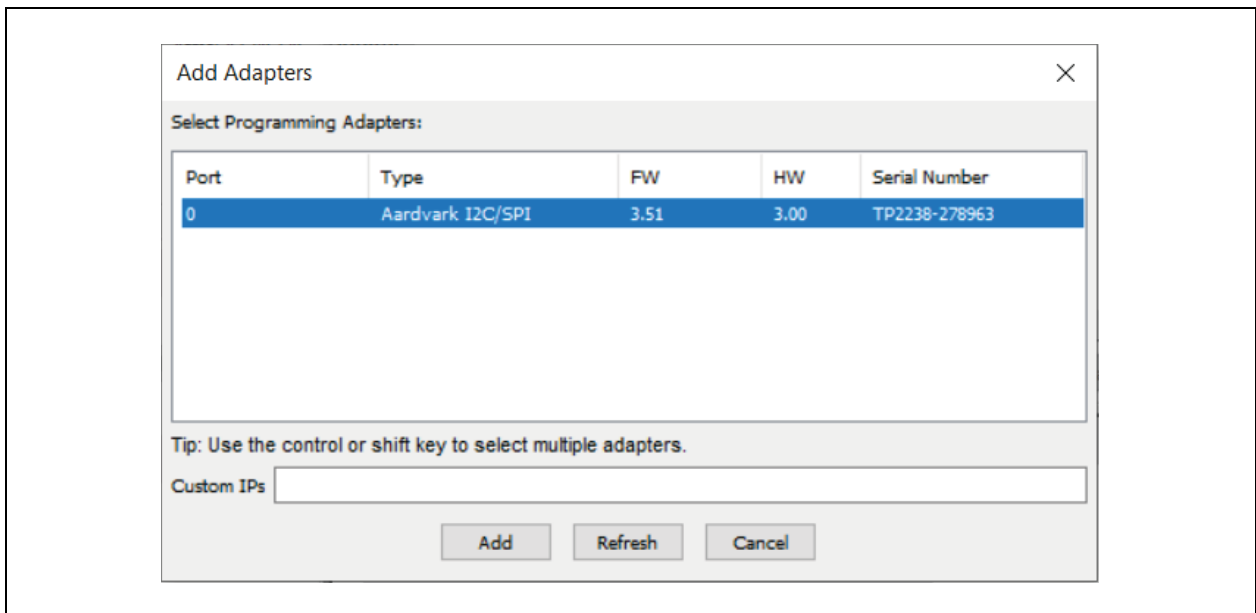 Add Adapters
Select Programming Adapters:
Port Type FW HW Serial Number
0 Aardvark I2C/SPI 3.51 3.00 TP2238-278963
Tip: Use the control or shift key to select multiple adapters.
Custom IPs
Add Refresh Cancel